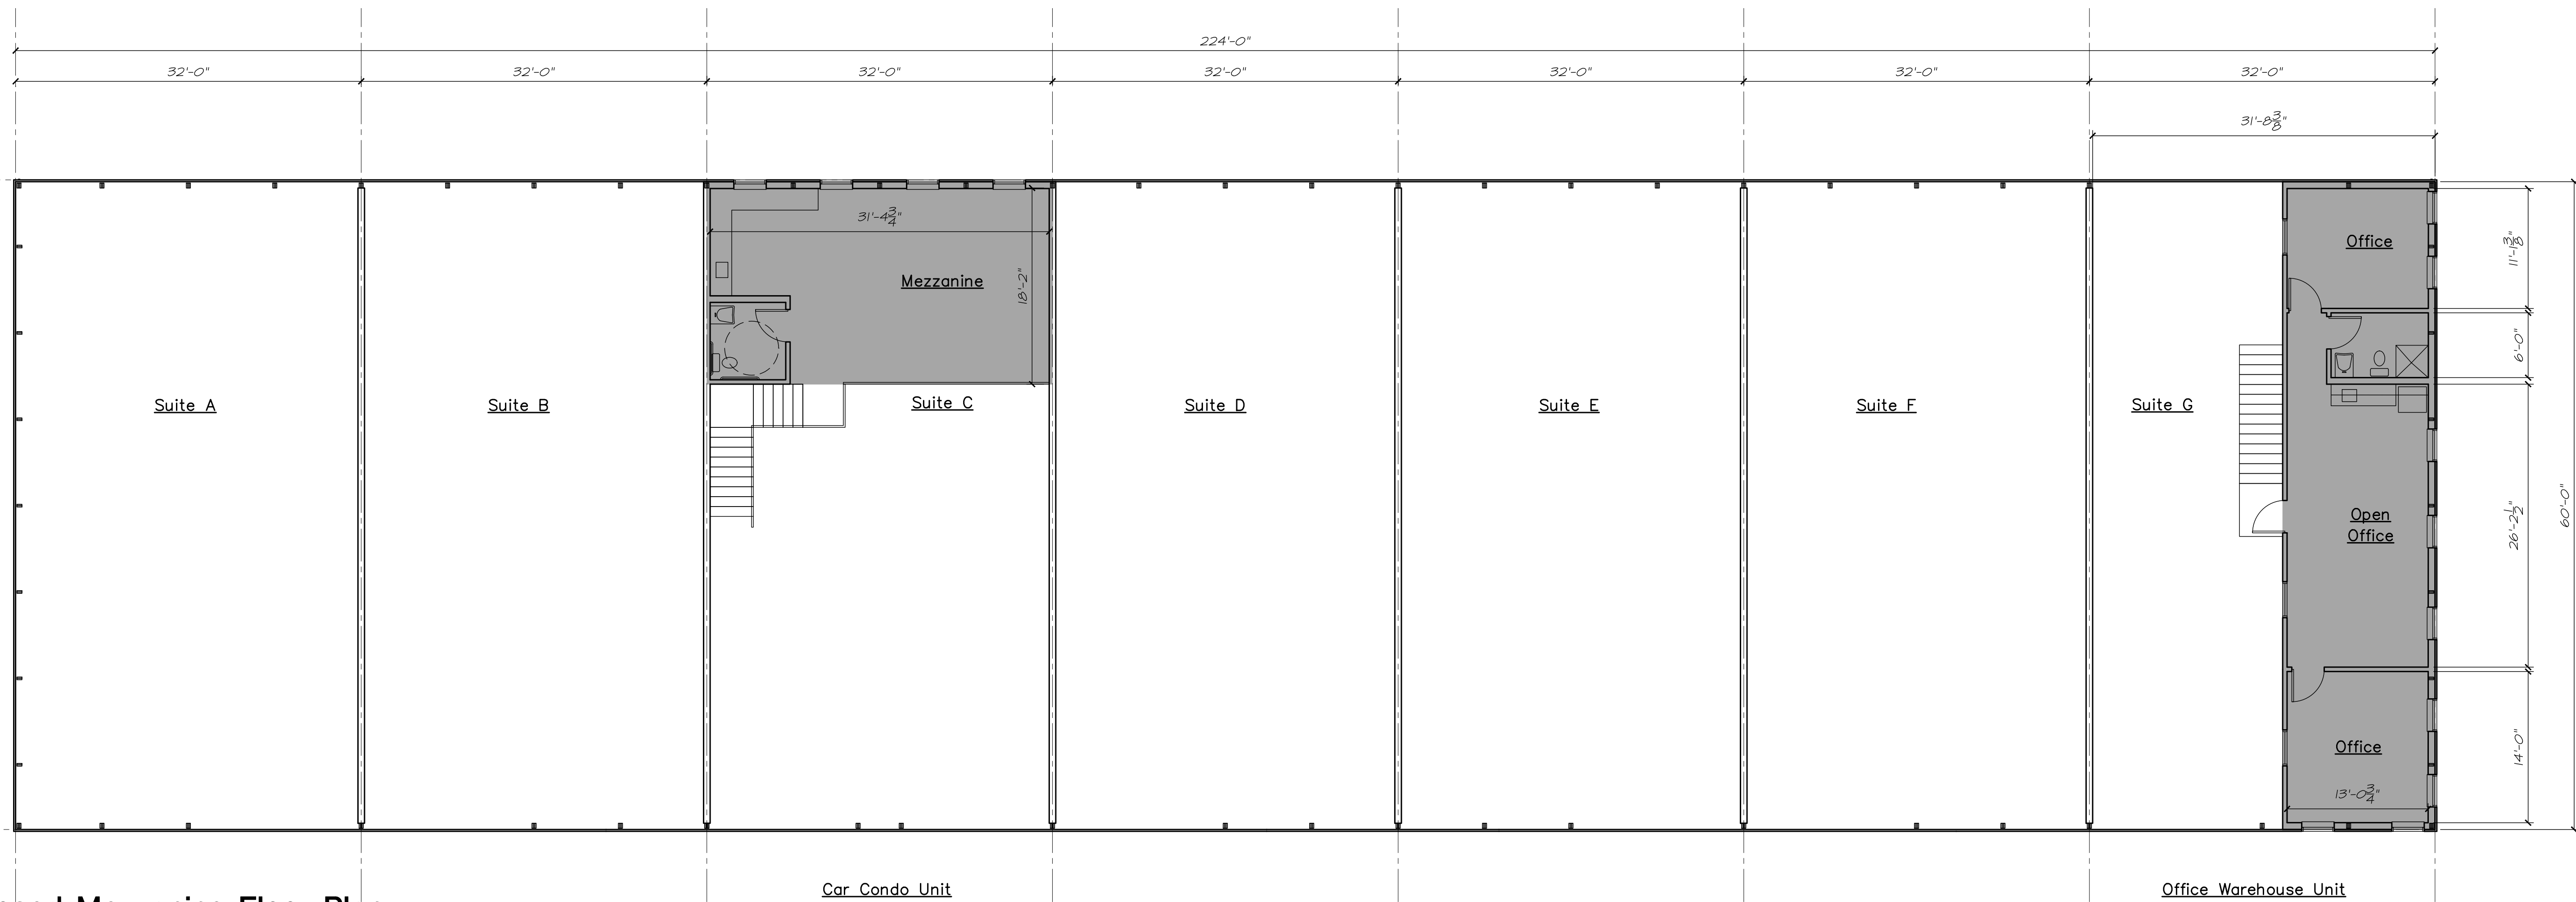 224'-0"
32'-0" 32'-0" 32'-0" 32'-0" 32'-0" 32'-0" 32'-0"
31'-8 3/8"
31'-4 3/4"
18'-2"
Mezzanine
Office
11'-1 3/8"
6'-0"
Suite A Suite B Suite C Suite D Suite E Suite F Suite G
Open
Office
26'-2 1/2"
60'-0"
Office
14'-0"
13'-0 3/4"
Car Condo Unit
Office Warehouse Unit
Mezzanine Floor Plan